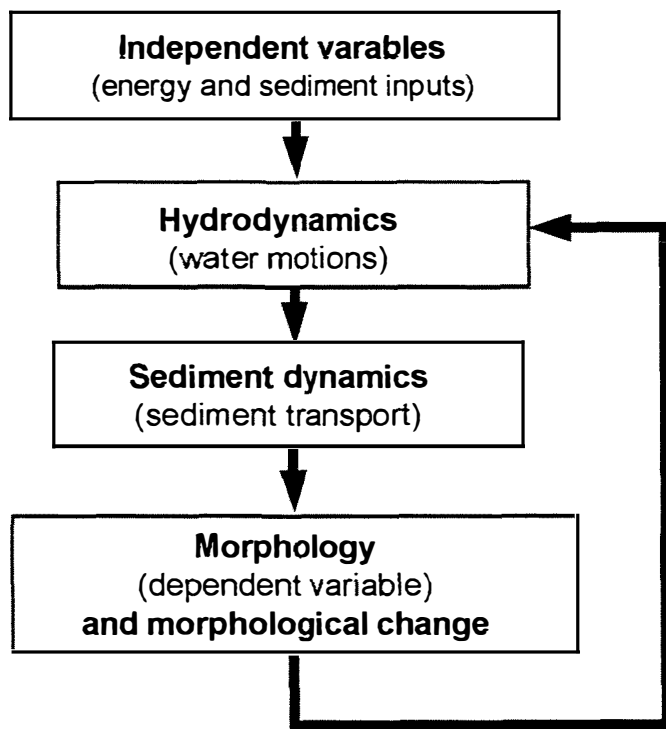 Independent varables
(energy and sediment inputs)
Hydrodynamics
(water motions)
Sediment dynamics
(sediment transport)
Morphology
(dependent variable)
and morphological change